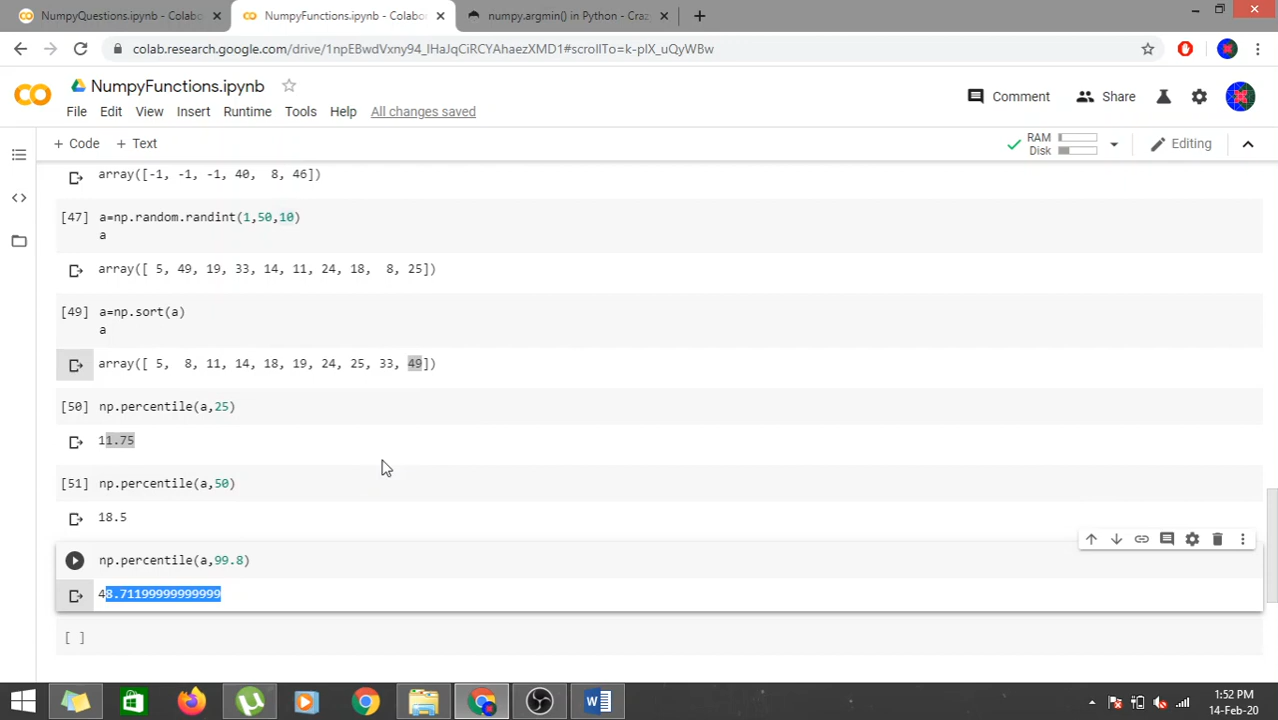 NumpyQuestions.ipynb - Colabo
NumpyFunctions.ipynb - Colabor
numpy.argmin() in Python - Craz
colab.research.google.com/drive/1npEBwdVxny94_IHaJqCiRCYAhaezXMD1#scrollTo=k-pIX_uQyWBw
NumpyFunctions.ipynb
Comment
Share
File Edit View Insert Runtime Tools Help All changes saved
+ Code + Text
RAM
Disk
Editing
array([-1, -1, -1, 40,  8, 46])
[47] a=np.random.randint(1,50,10)
a
array([ 5, 49, 19, 33, 14, 11, 24, 18,  8, 25])
[49] a=np.sort(a)
a
array([ 5,  8, 11, 14, 18, 19, 24, 25, 33, 49])
[50] np.percentile(a,25)
11.75
[51] np.percentile(a,50)
18.5
np.percentile(a,99.8)
48.71199999999999
[ ]
1:52 PM
14-Feb-20